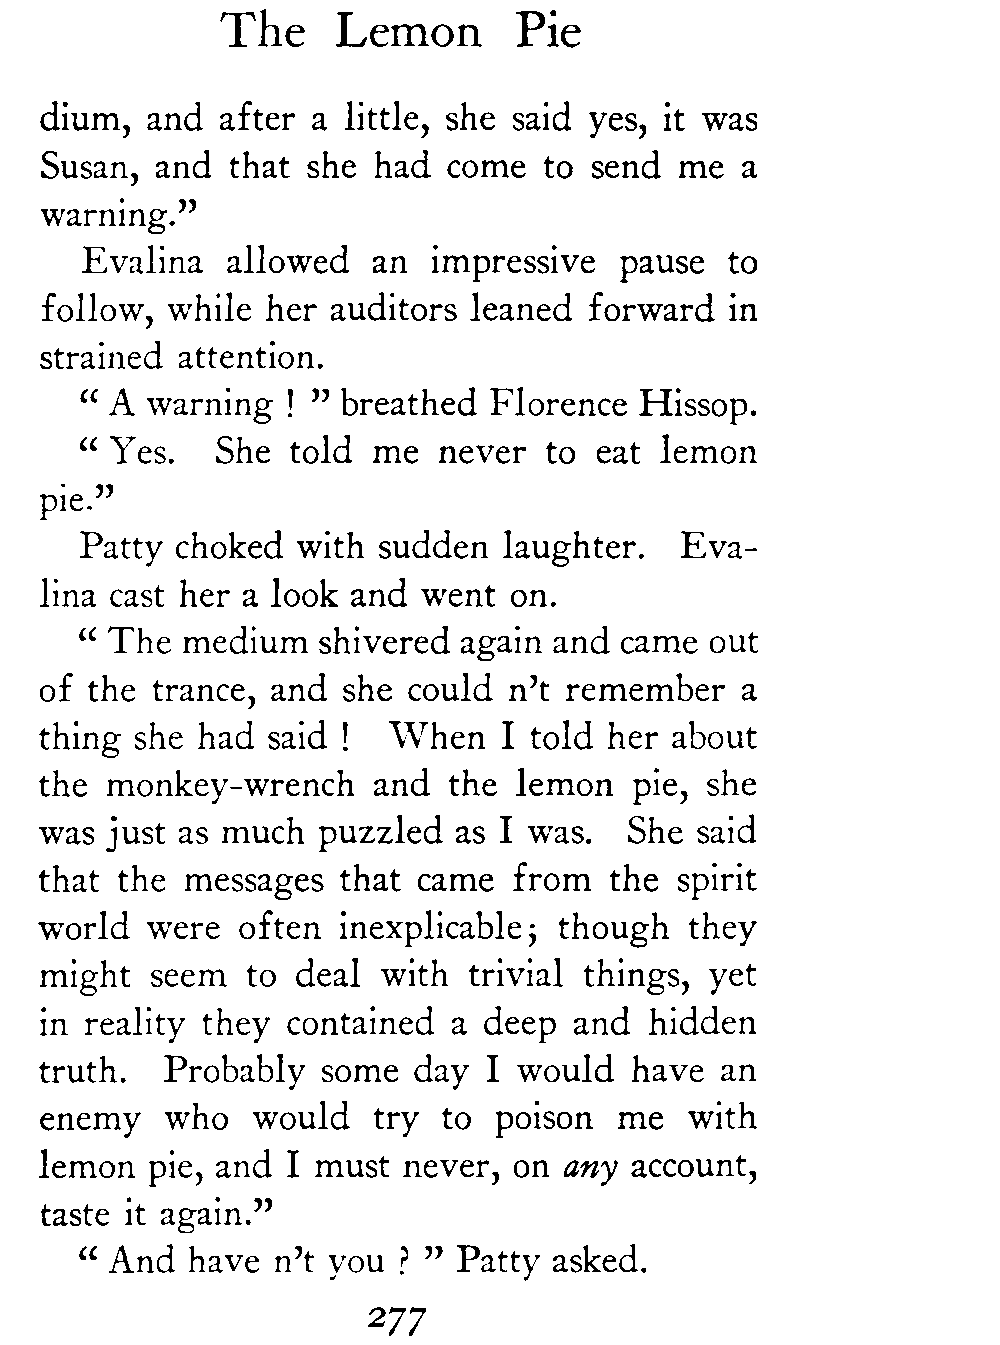 The Lemon Pie
dium, and after a little, she said yes, it was
Susan, and that she had come to send me a
warning.”
Evalina allowed an impressive pause to
follow, while her auditors leaned forward in
strained attention.
“ A warning ! ” breathed Florence Hissop.
“ Yes. She told me never to eat lemon
pie.”
Patty choked with sudden laughter. Eva-
lina cast her a look and went on.
“ The medium shivered again and came out
of the trance, and she could n’t remember a
thing she had said ! When I told her about
the monkey-wrench and the lemon pie, she
was just as much puzzled as I was. She said
that the messages that came from the spirit
world were often inexplicable; though they
might seem to deal with trivial things, yet
in reality they contained a deep and hidden
truth. Probably some day I would have an
enemy who would try to poison me with
lemon pie, and I must never, on any account,
taste it again.”
“ And have n’t you ? ” Patty asked.
277